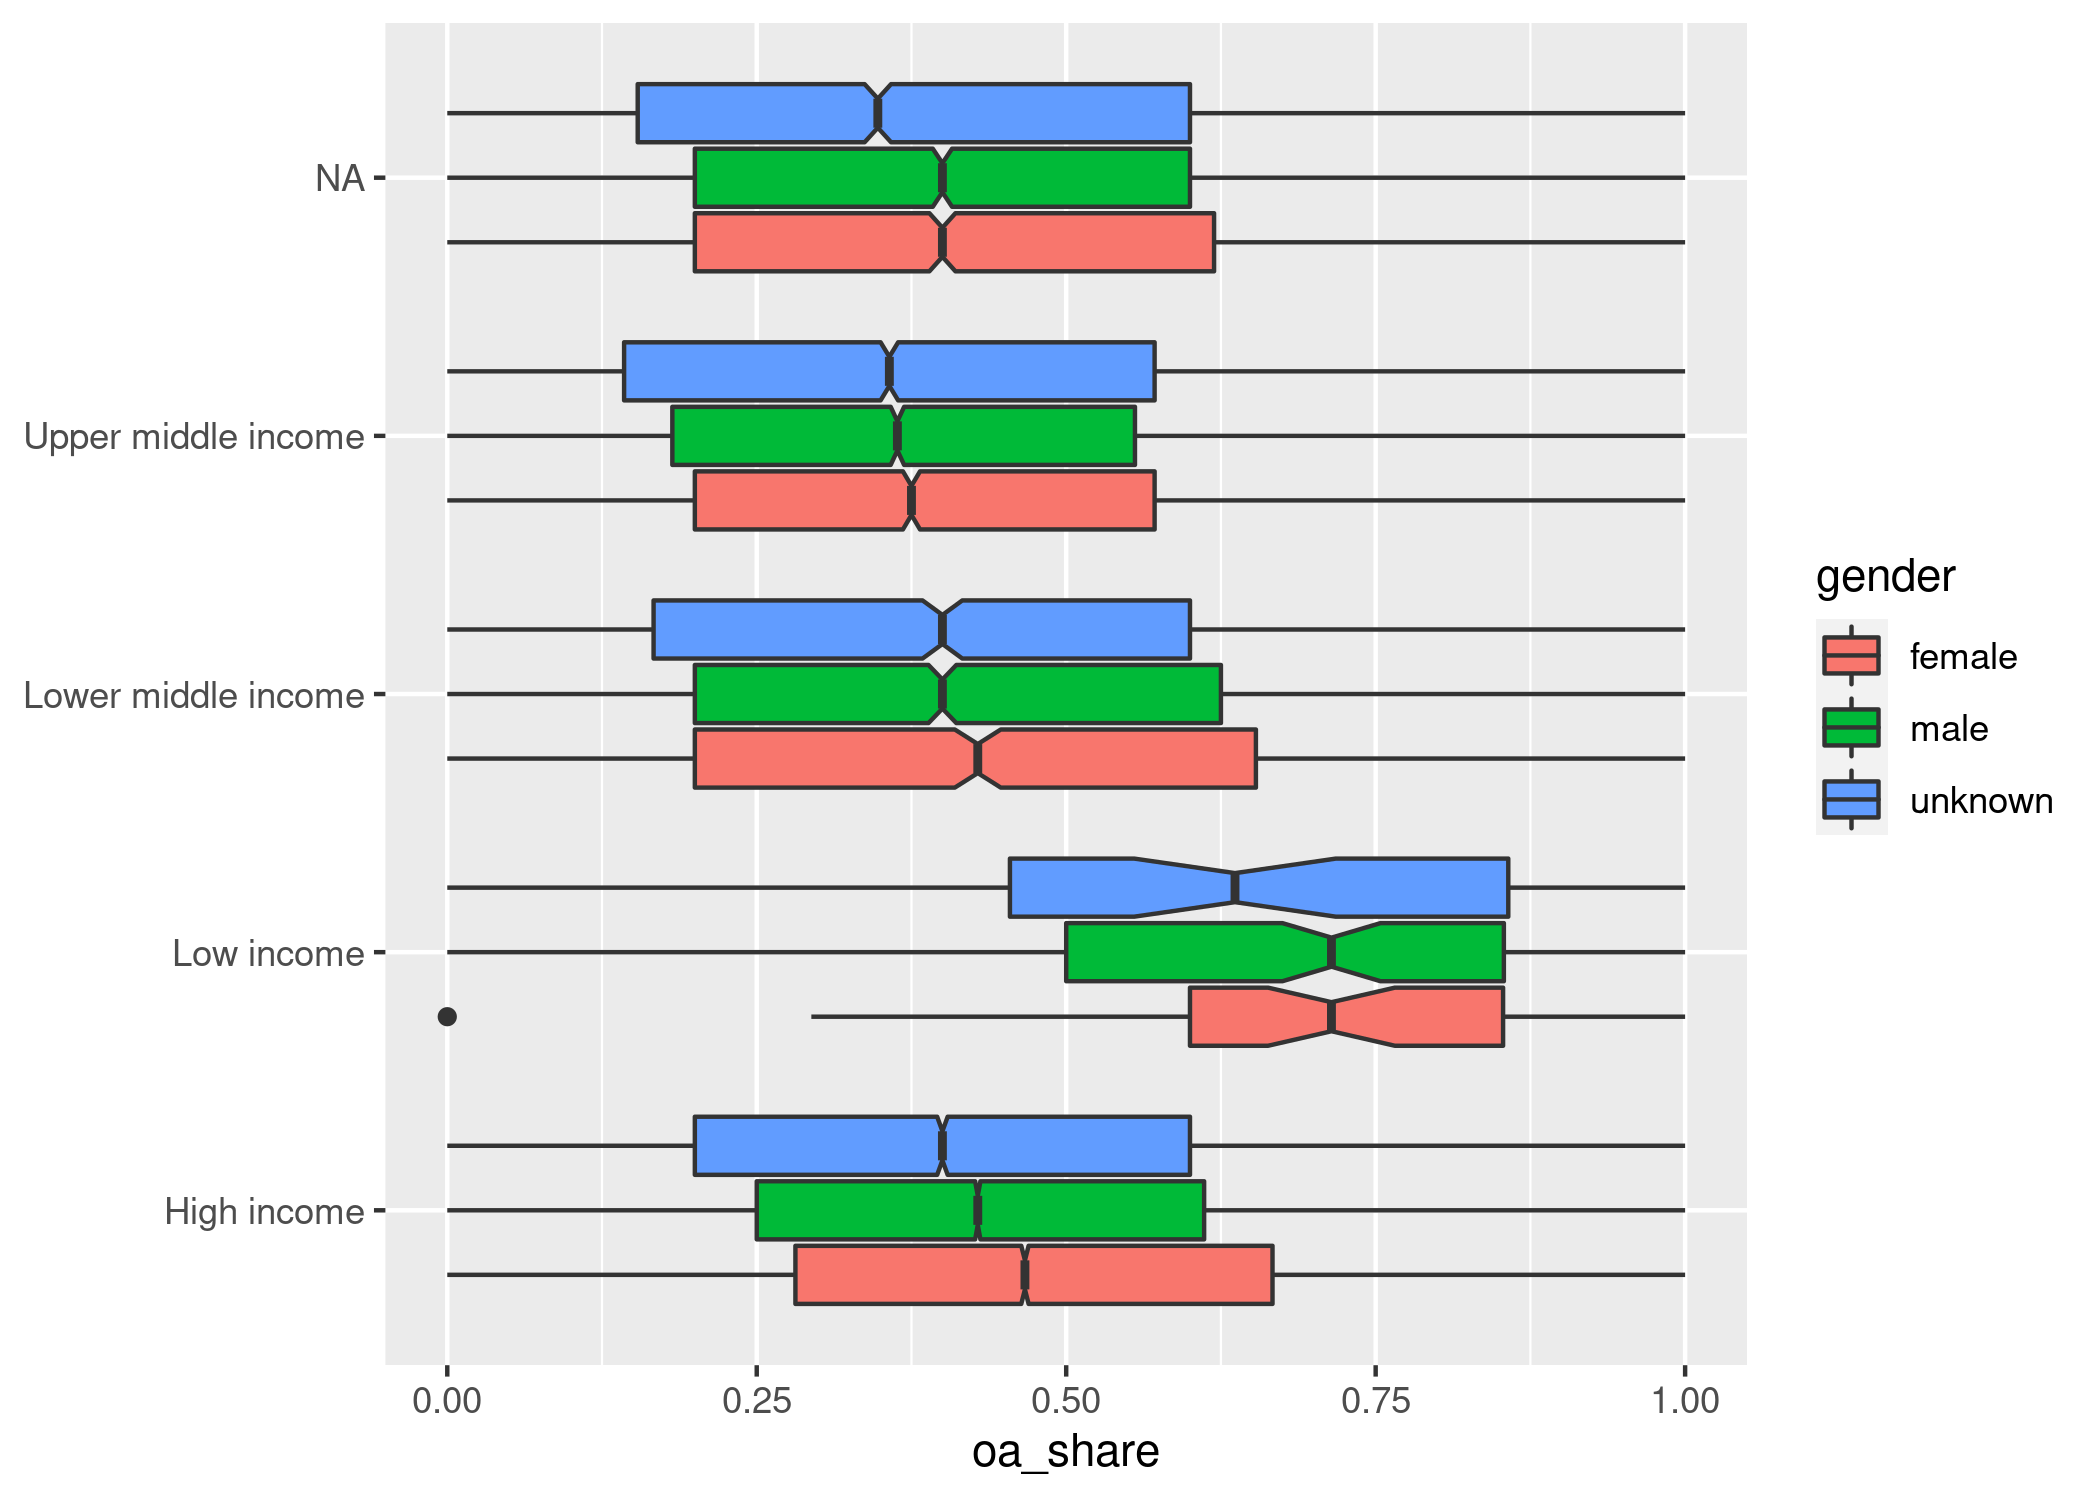 NA
Upper middle income
Lower middle income
Low income
High income
0.00 0.25 0.50 0.75 1.00
oa_share
gender
female
male
unknown